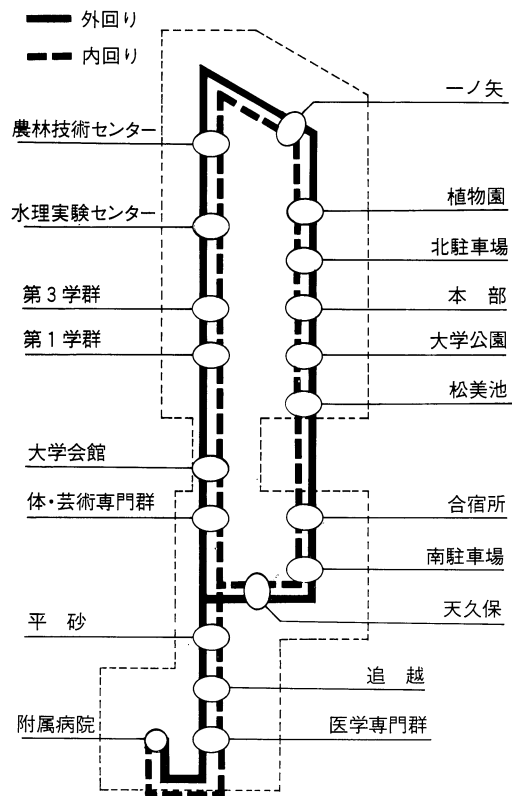 外回り
内回り
一ノ矢
農林技術センター
植物園
水理実験センター
北駐車場
第3学群
本 部
第1学群
大学公園
松美池
大学会館
体・芸術専門群
合宿所
南駐車場
天久保
平 砂
追 越
附属病院
医学専門群